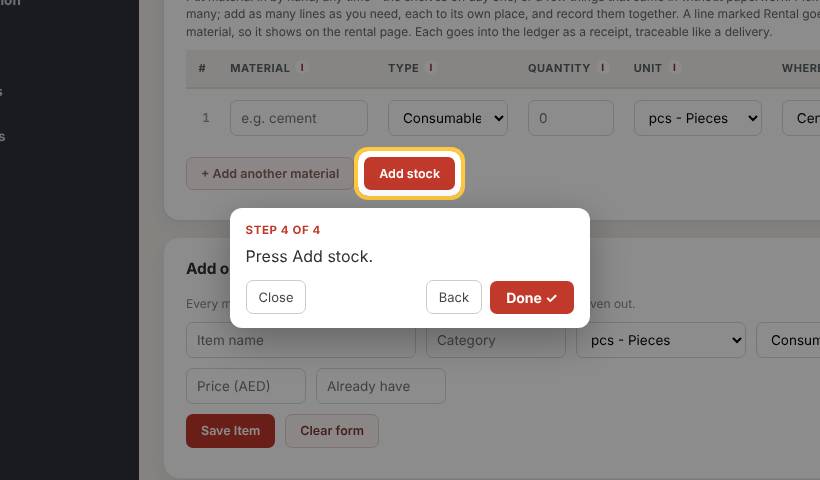 many; add as many lines as you need, each to its own place, and record them together. A line marked Rental goe
material, so it shows on the rental page. Each goes into the ledger as a receipt, traceable like a delivery.
# MATERIAL I TYPE I QUANTITY I UNIT I WHERE
1 e.g. cement Consumable 0 pcs - Pieces Cen
+ Add another material Add stock
STEP 4 OF 4
Press Add stock.
Close Back Done ✓
Add o
Every m ven out.
Item name Category pcs - Pieces Consum
Price (AED) Already have
Save Item Clear form